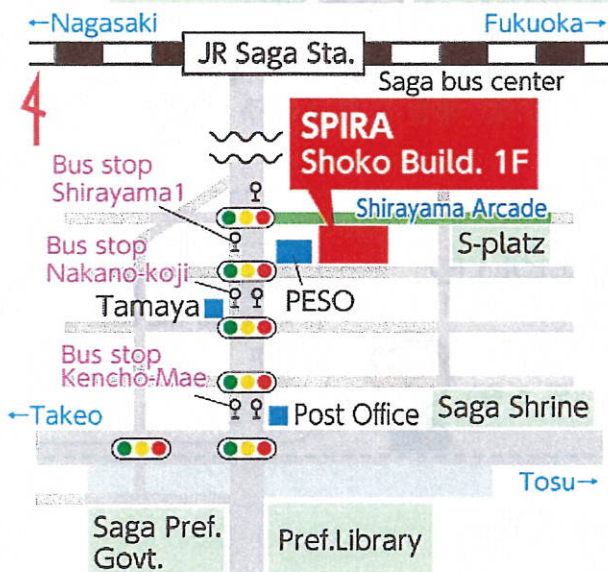 ←Nagasaki
Fukuoka→
JR Saga Sta.
Saga bus center
SPIRA
Shoko Build. 1F
Bus stop
Shirayama1
Shirayama Arcade
Bus stop
Nakano-koji
S-platz
Tamaya
PESO
Bus stop
Kencho-Mae
←Takeo
Post Office
Saga Shrine
Tosu→
Saga Pref.
Govt.
Pref.Library